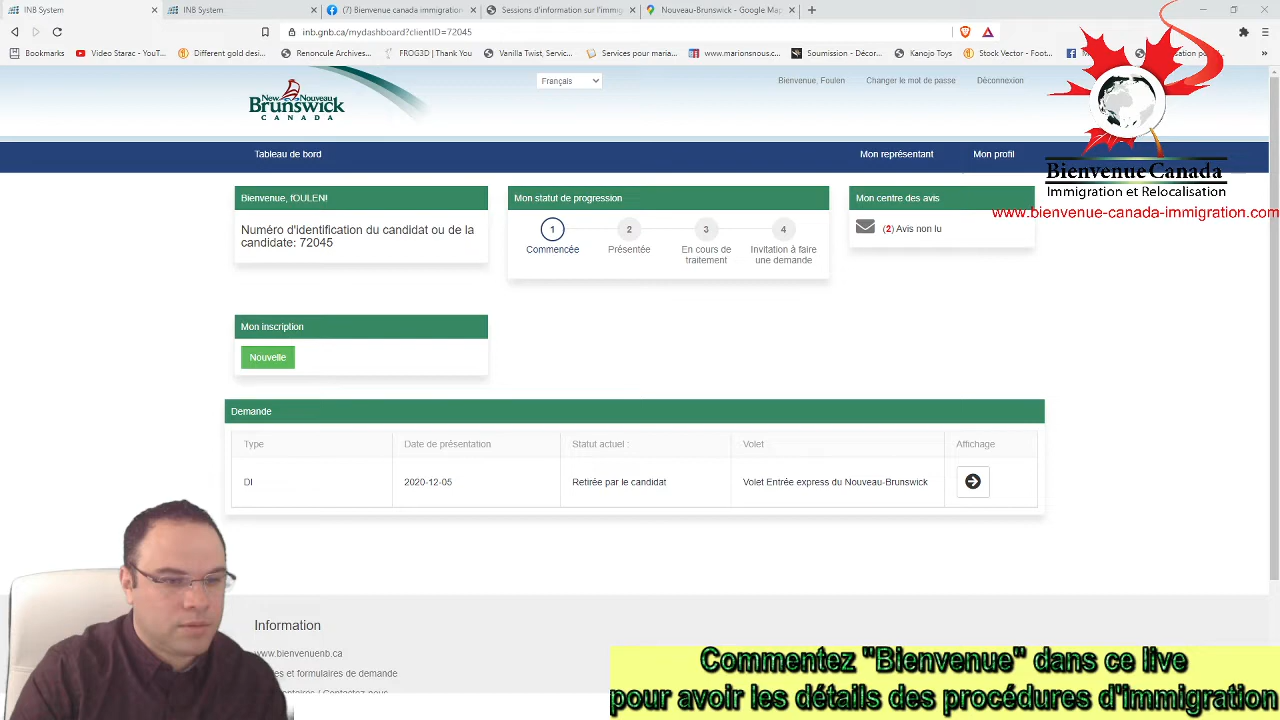 INB System
INB System
(7) Bienvenue canada immigration
Sessions d'information sur l'immig
Nouveau-Brunswick - Google Ma
inb.gnb.ca/mydashboard?clientID=72045
Bookmarks
Video Starac - YouT...
Different gold desi...
Renoncule Archives...
FROG3D | Thank You
Vanilla Twist, Servic...
Services pour maria...
www.marionsnous...
Soumission - Décor...
Kanojo Toys
Stock Vector - Foot...
New Nouveau
Brunswick
CANADA
Français
Bienvenue, Foulen
Changer le mot de passe
Déconnexion
Tableau de bord
Mon représentant
Mon profil
BienvenueCanada
Immigration et Relocalisation
www.bienvenue-canada-immigration.com
Bienvenue, fOULEN!
Numéro d'identification du candidat ou de la
candidate: 72045
Mon statut de progression
1
2
3
4
Commencée
Présentée
En cours de
traitement
Invitation à faire
une demande
Mon centre des avis
(2) Avis non lu
Mon inscription
Nouvelle
Demande
Type
Date de présentation
Statut actuel :
Volet
Affichage
DI
2020-12-05
Retirée par le candidat
Volet Entrée express du Nouveau-Brunswick
Information
www.bienvenuenb.ca
et formulaires de demande
Commentez "Bienvenue" dans ce live
pour avoir les détails des procédures d'immigration